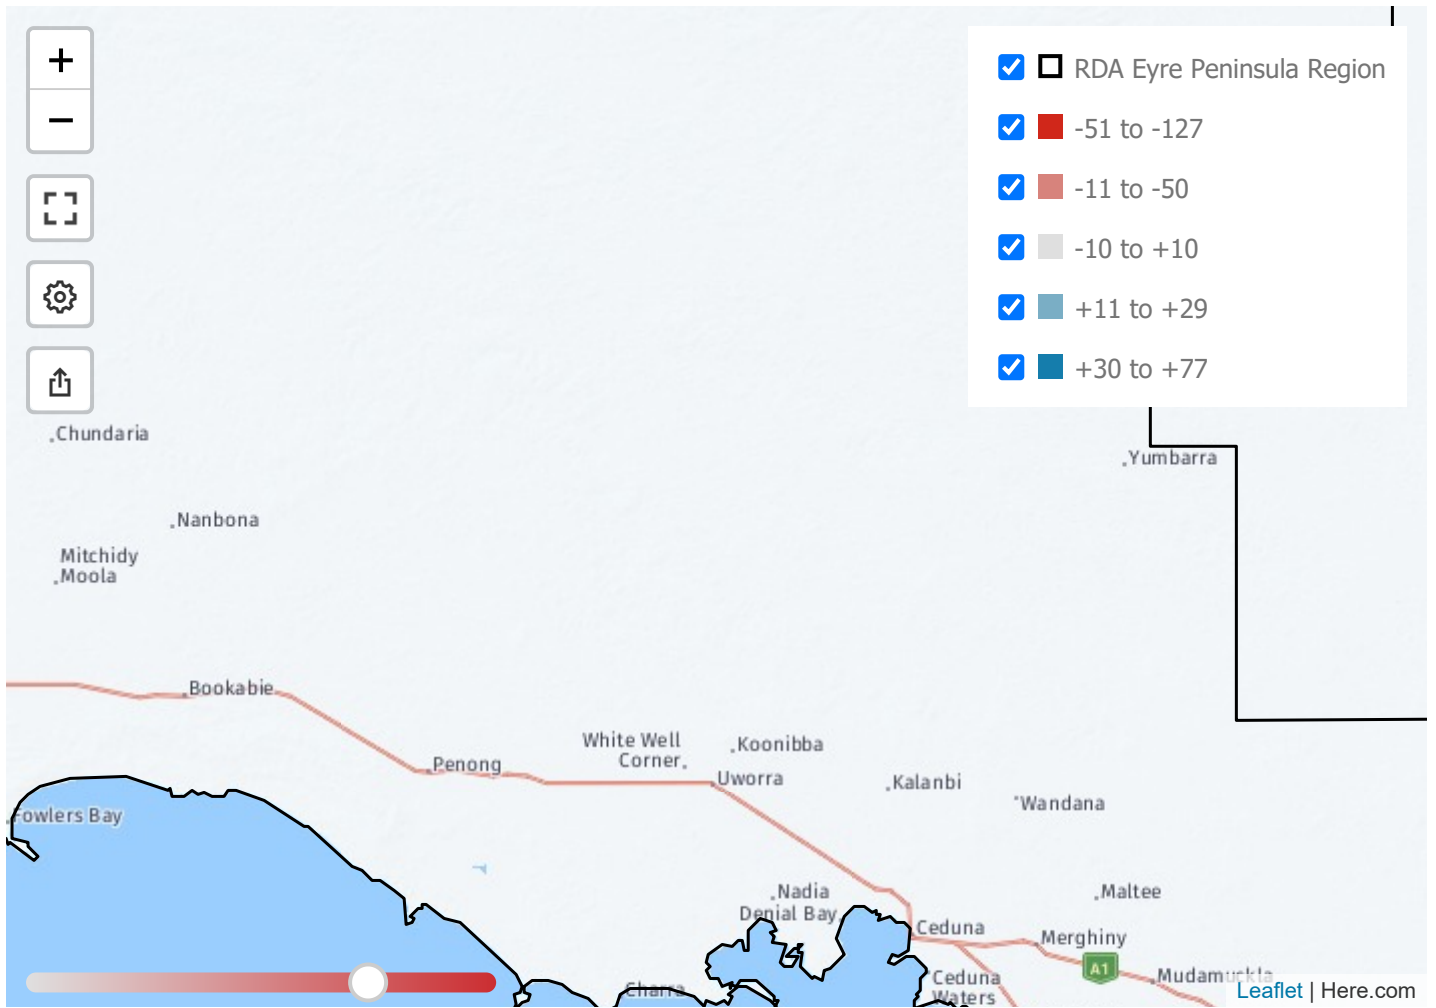 +
−
RDA Eyre Peninsula Region
-51 to -127
-11 to -50
-10 to +10
+11 to +29
+30 to +77
Chundaria
Yumbarra
Nanbona
Mitchidy
Moola
Bookabie
Penong
White Well
Corner
Koonibba
Uworra
Kalanbi
Wandana
Fowlers Bay
Nadia
Denial Bay
Maltee
Ceduna
Merghiny
A1
Ceduna
Waters
Mudamuckla
Charra
Leaflet | Here.com